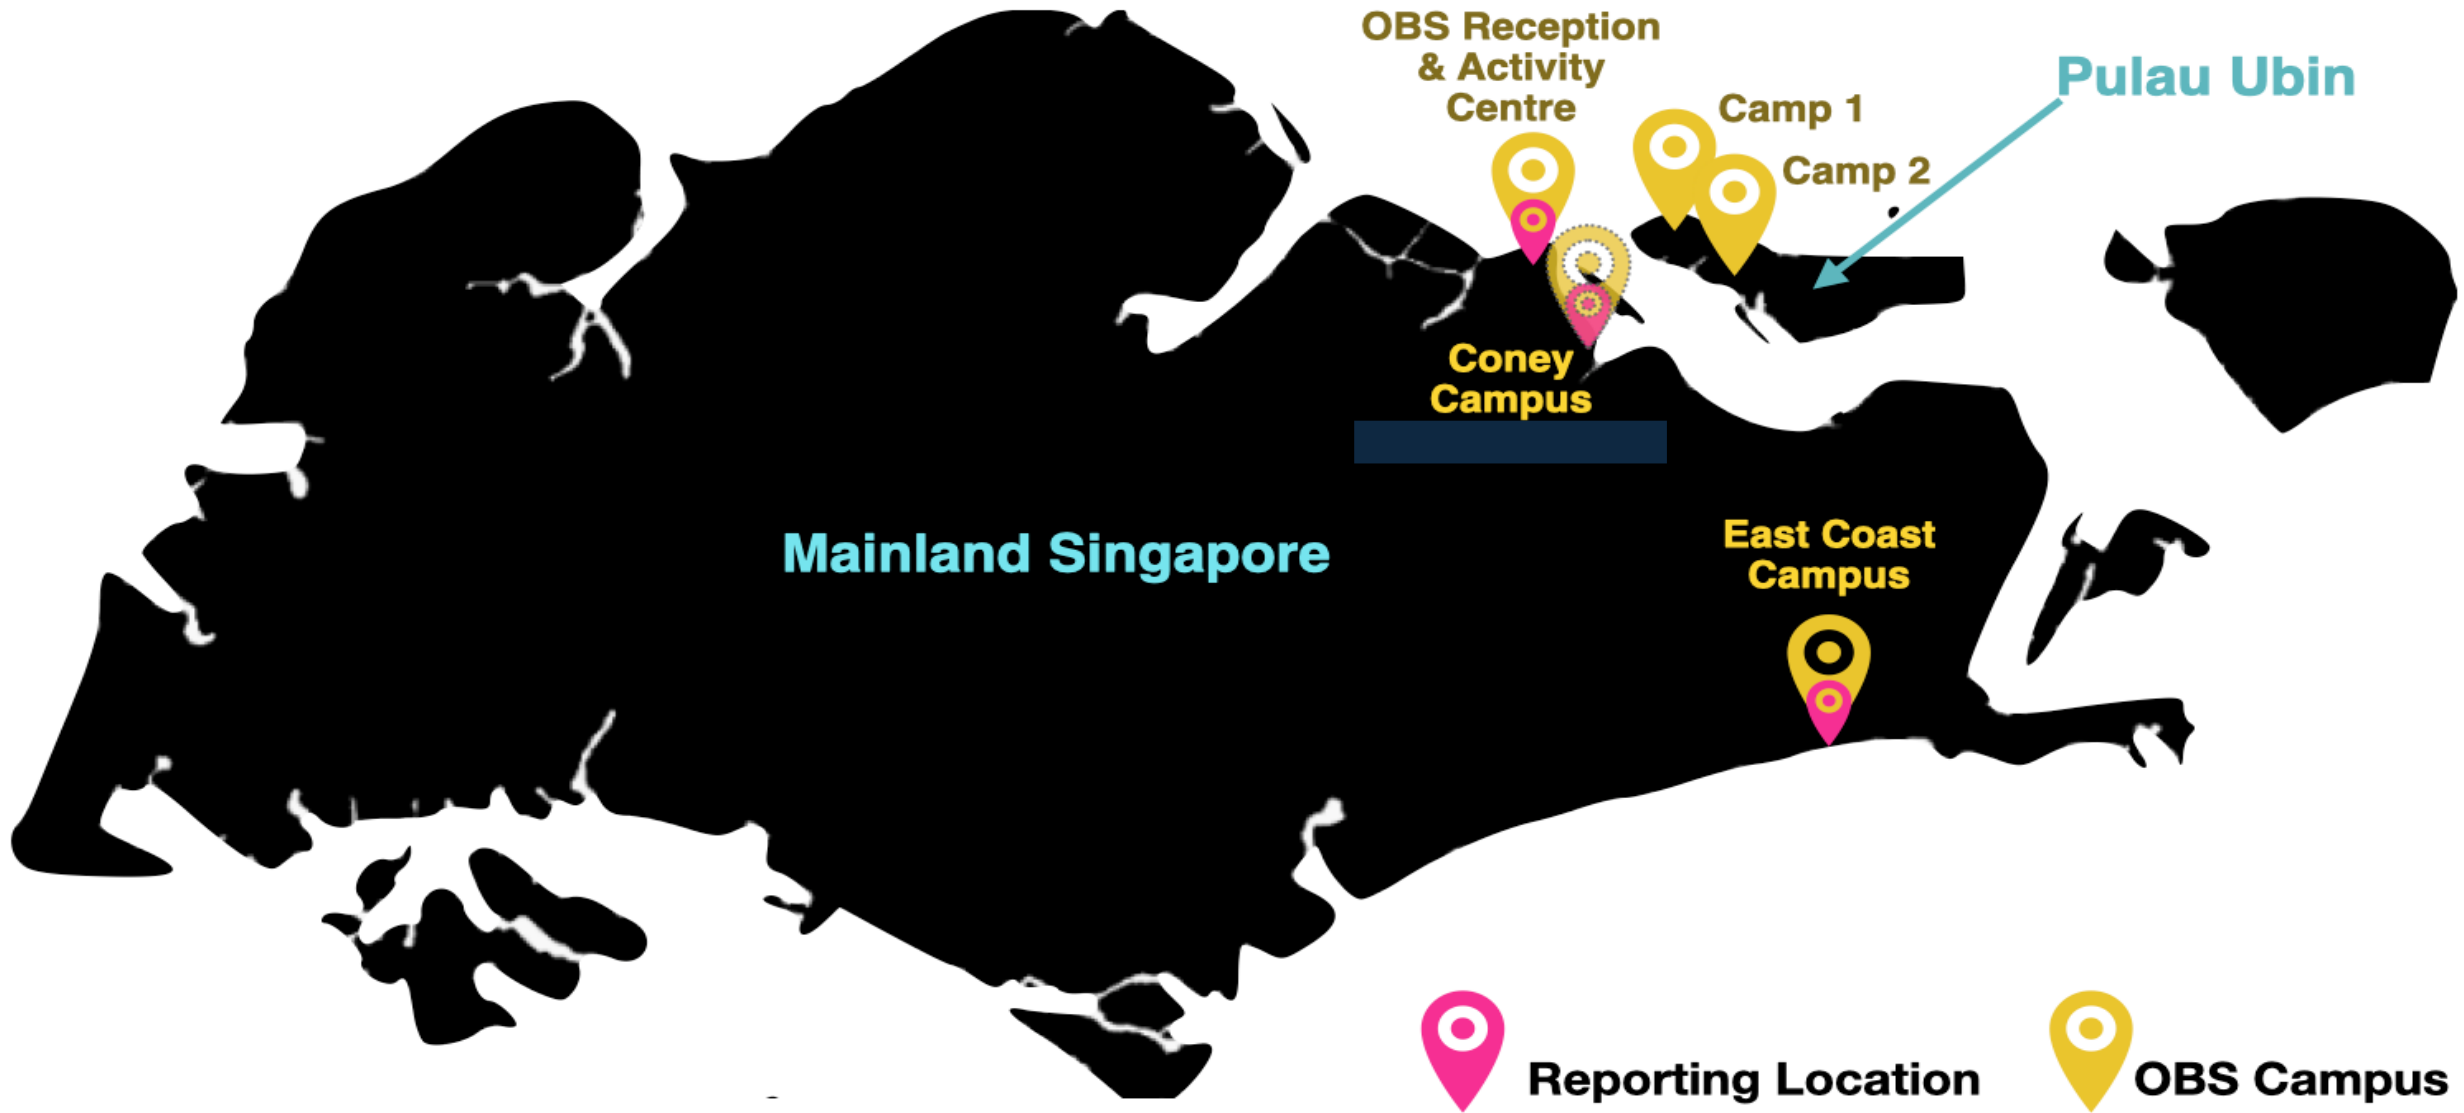 OBS Reception
& Activity
Centre
Camp 1
Camp 2
Pulau Ubin
Coney
Campus
Mainland Singapore
East Coast
Campus
Reporting Location
OBS Campus